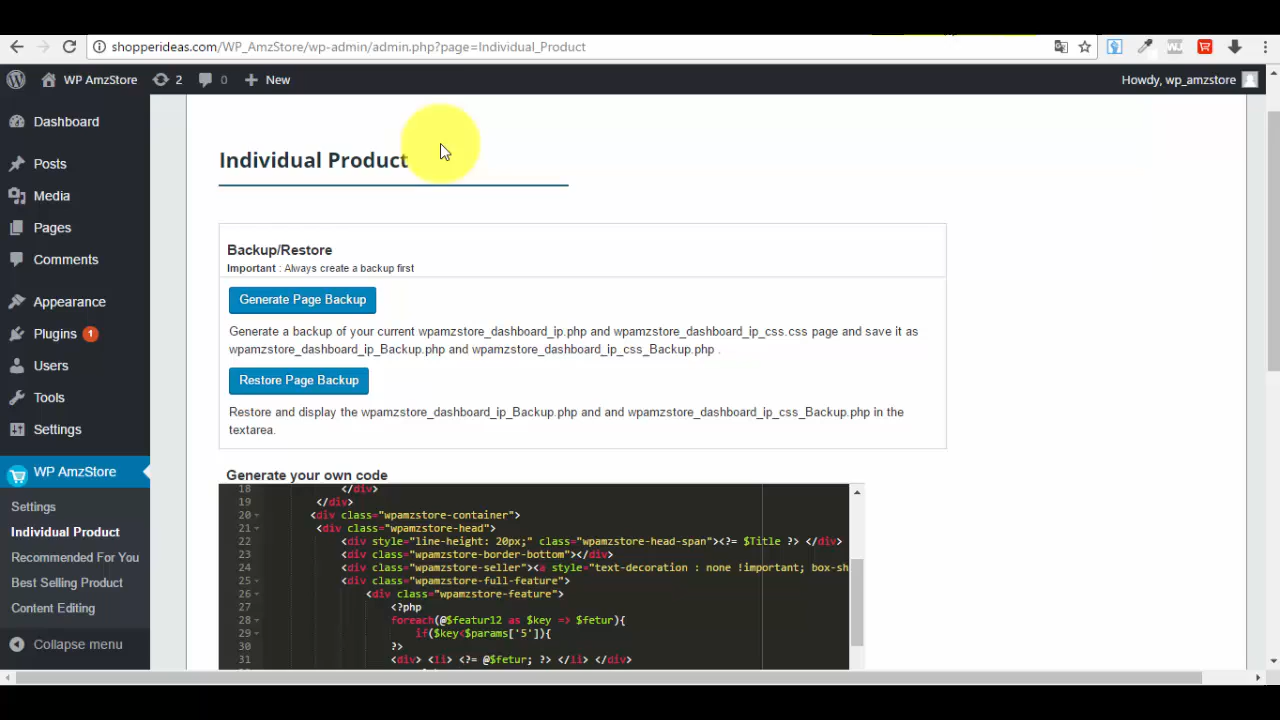 shopperideas.com/WP_AmzStore/wp-admin/admin.php?page=Individual_Product
WP AmzStore 2 0 New Howdy, wp_amzstore
Dashboard
Posts
Media
Pages
Comments
Appearance
Plugins 1
Users
Tools
Settings
WP AmzStore
Settings
Individual Product
Recommended For You
Best Selling Product
Content Editing
Collapse menu
Individual Product
Backup/Restore
Important : Always create a backup first
Generate Page Backup
Generate a backup of your current wpamzstore_dashboard_ip.php and wpamzstore_dashboard_ip_css.css page and save it as
wpamzstore_dashboard_ip_Backup.php and wpamzstore_dashboard_ip_css_Backup.php .
Restore Page Backup
Restore and display the wpamzstore_dashboard_ip_Backup.php and and wpamzstore_dashboard_ip_css_Backup.php in the
textarea.
Generate your own code
18 </div>
19 </div>
20 <div class="wpamzstore-container">
21 <div class="wpamzstore-head">
22 <div style="line-height: 20px;" class="wpamzstore-head-span"><?= $Title ?> </div>
23 <div class="wpamzstore-border-bottom"></div>
24 <div class="wpamzstore-seller"><a style="text-decoration : none !important; box-sh
25 <div class="wpamzstore-full-feature">
26 <div class="wpamzstore-feature">
27 <?php
28 foreach(@$featur12 as $key => $fetur){
29 if($key<$params['5']){
30 ?>
31 <div> <li> <?= @$fetur; ?> </li> </div>